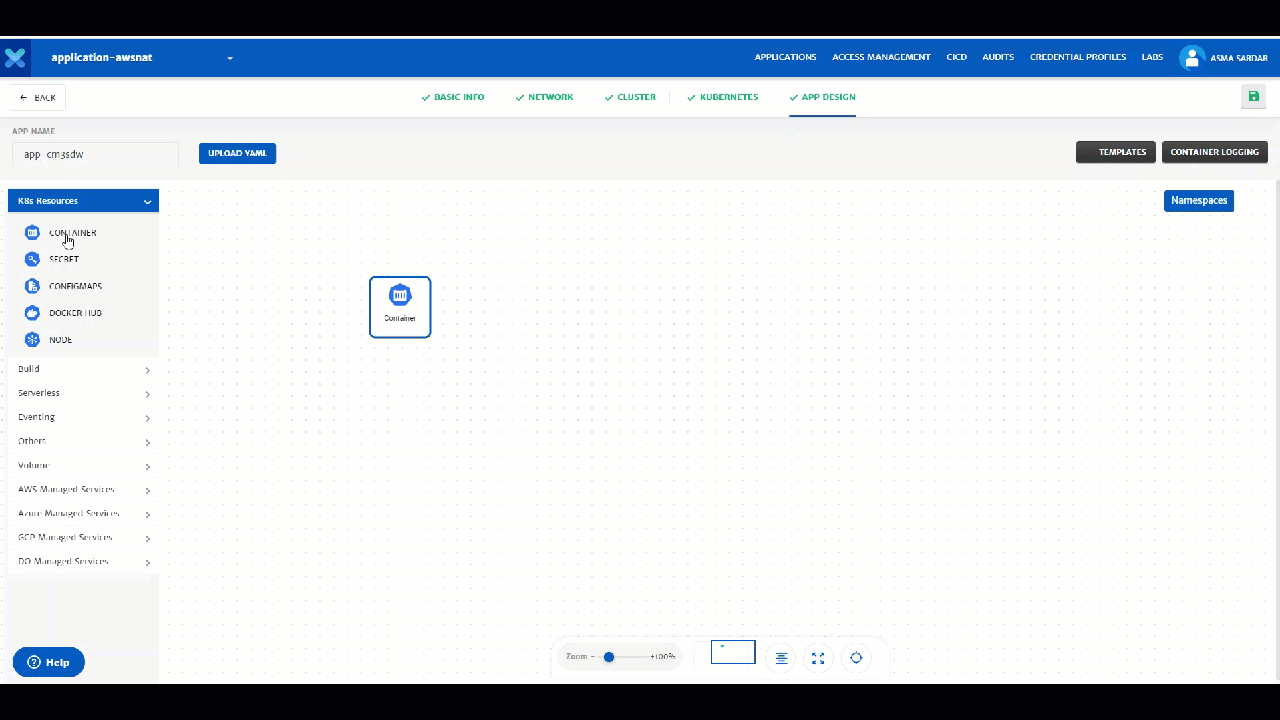 application-awsnat
APPLICATIONS ACCESS MANAGEMENT CICD AUDITS CREDENTIAL PROFILES LABS ASMA SARDAR
BACK BASIC INFO NETWORK CLUSTER KUBERNETES APP DESIGN
APP NAME
app-cm3sdw UPLOAD YAML TEMPLATES CONTAINER LOGGING
K8s Resources Namespaces
CONTAINER
SECRET
CONFIGMAPS
DOCKER HUB
NODE
Container
Build
Serverless
Eventing
Others
Volume
AWS Managed Services
Azure Managed Services
GCP Managed Services
DO Managed Services
Zoom - +100%
? Help